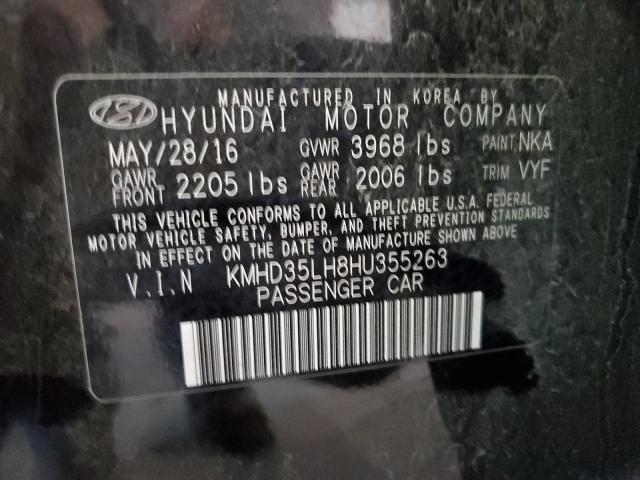 MANUFACTURED IN KOREA BY
HYUNDAI MOTOR COMPANY
MAY/28/16 GVWR 3968 lbs PAINT NKA
GAWR FRONT 2205 lbs GAWR REAR 2006 lbs TRIM VYF
THIS VEHICLE CONFORMS TO ALL APPLICABLE U.S.A. FEDERAL
MOTOR VEHICLE SAFETY, BUMPER, AND THEFT PREVENTION STANDARDS
IN EFFECT ON THE DATE OF MANUFACTURE SHOWN ABOVE
V.I.N KMHD35LH8HU355263
PASSENGER CAR